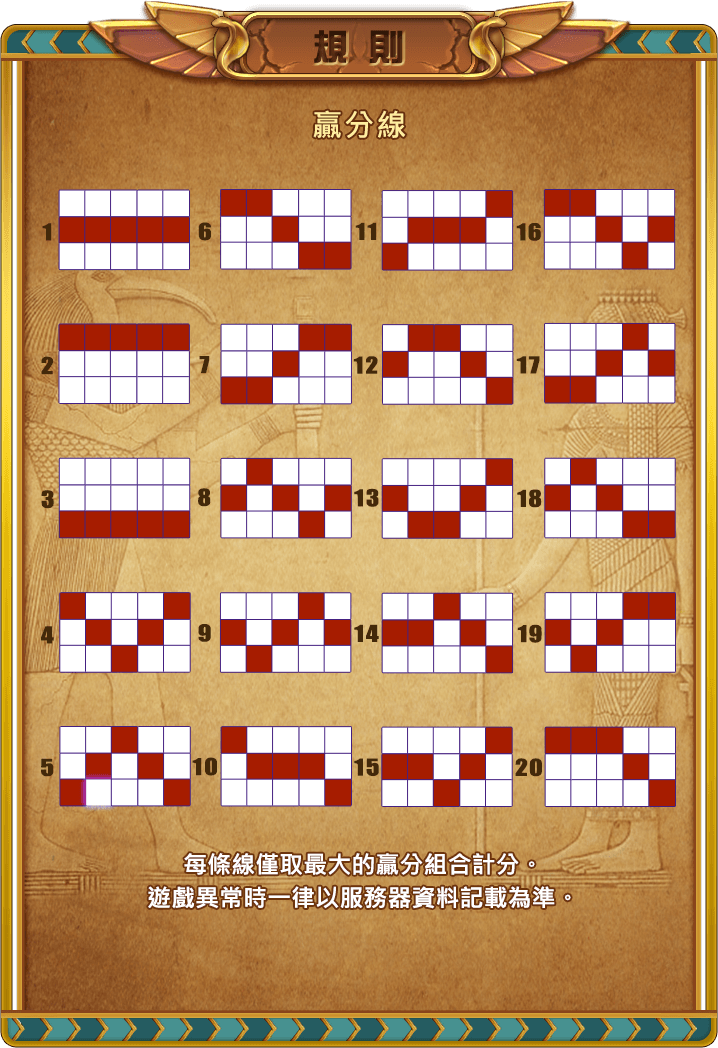 規則
贏分線
1 6 11 16
2 7 12 17
3 8 13 18
4 9 14 19
5 10 15 20
每條線僅取最大的贏分組合計分。
遊戲異常時一律以服務器資料記載為準。